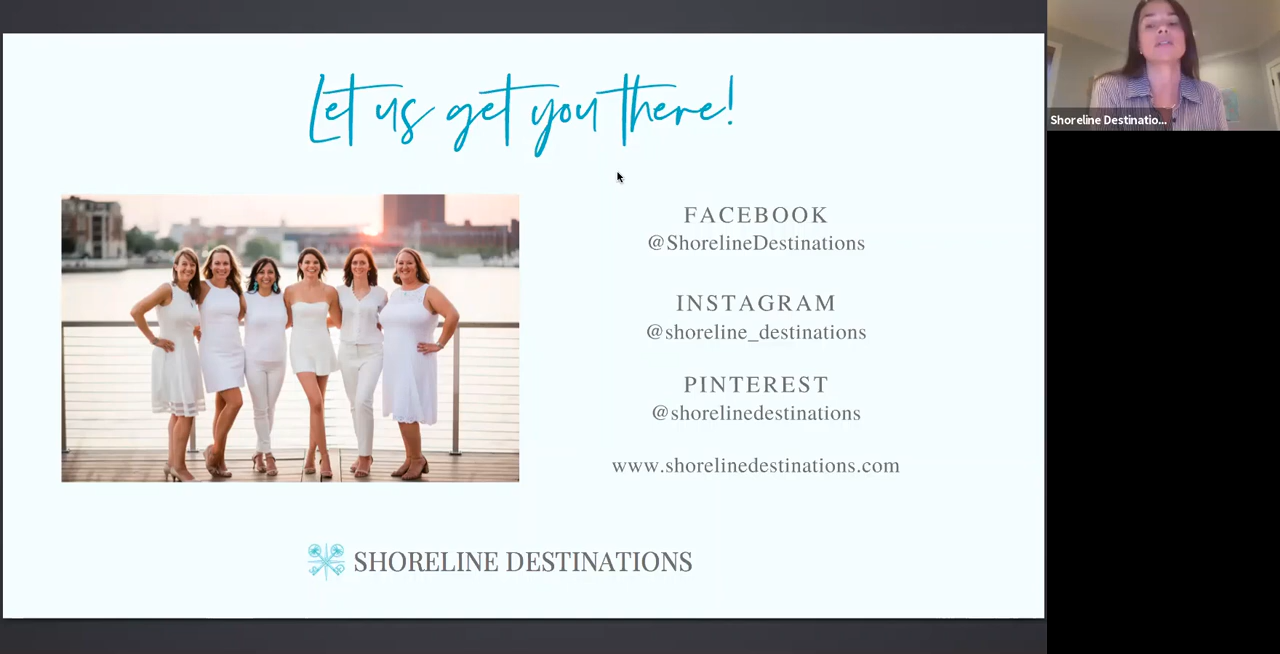 Let us get you there!
FACEBOOK
@ShorelineDestinations
INSTAGRAM
@shoreline_destinations
PINTEREST
@shorelinedestinations
www.shorelinedestinations.com
SHORELINE DESTINATIONS
Shoreline Destinatio...